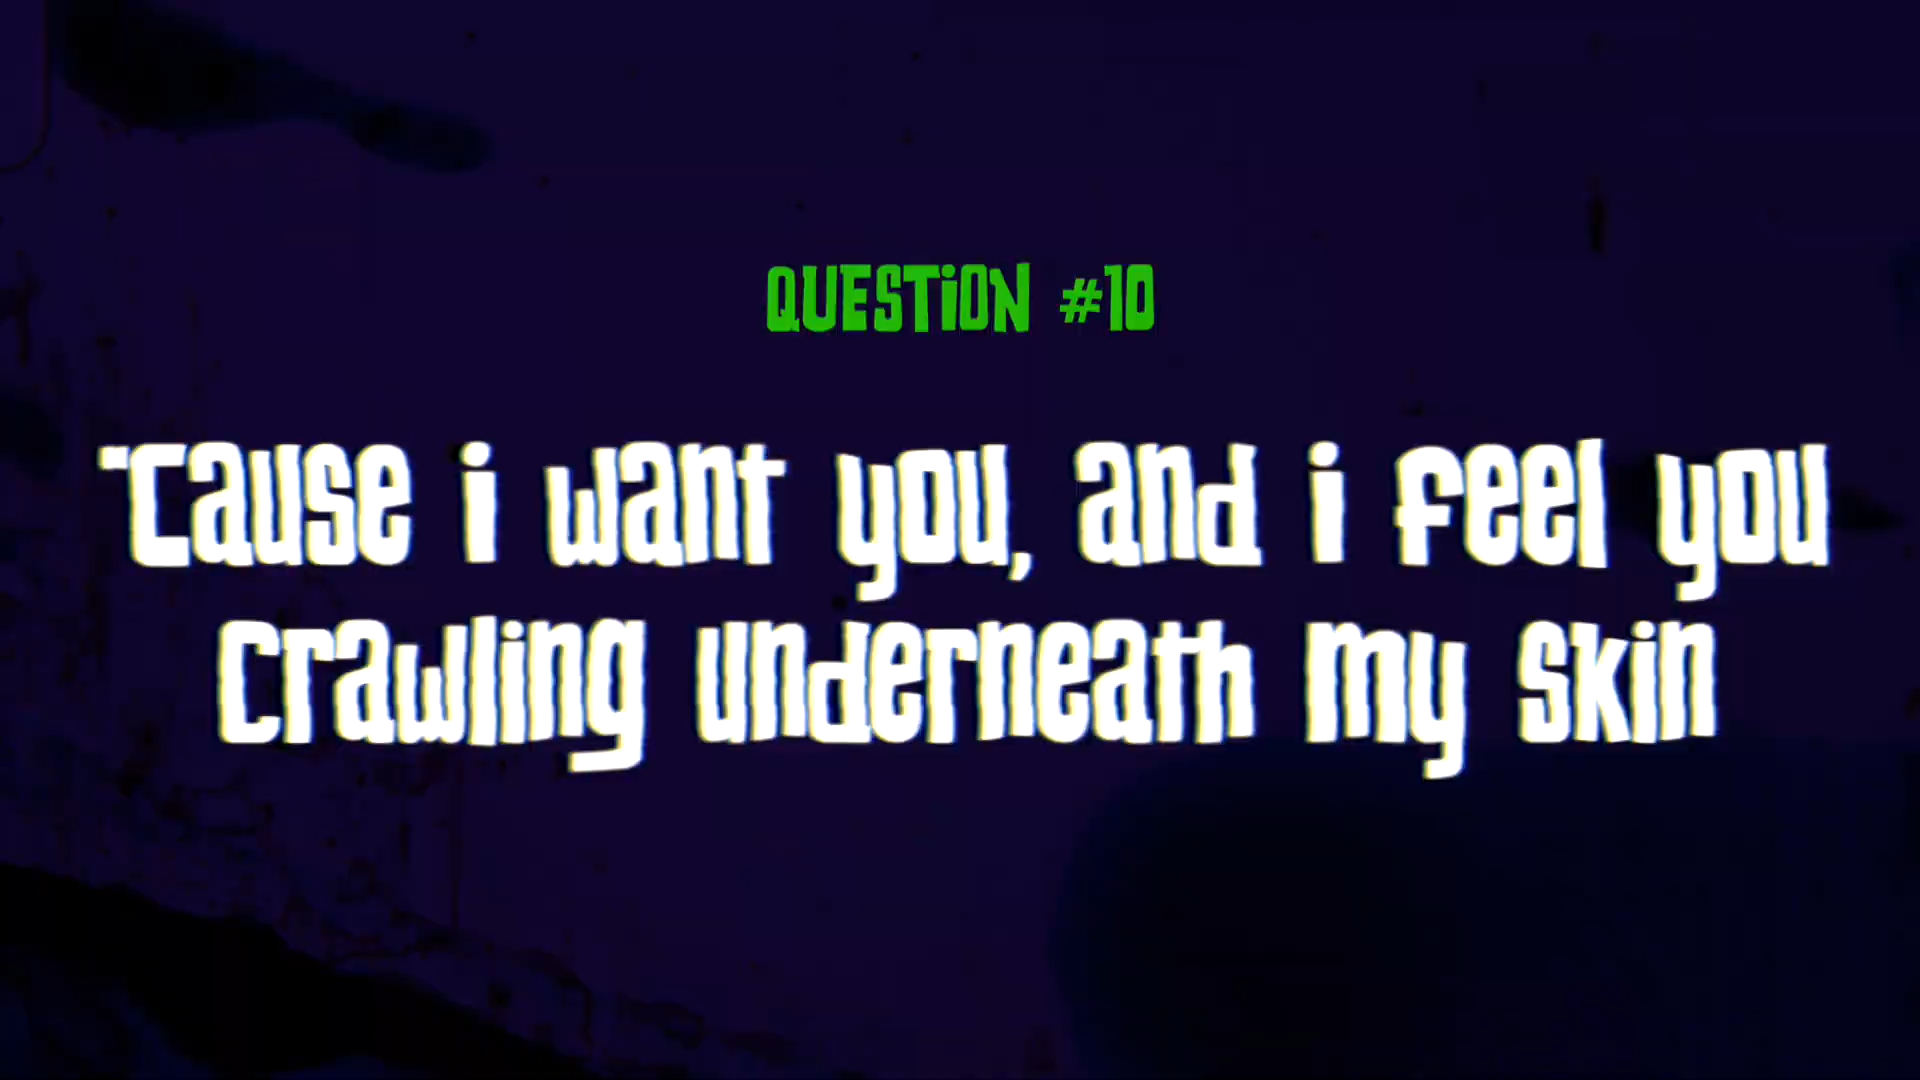 QUESTiON #10
"Cause i want you, and i feel you
crawling underneath my skin